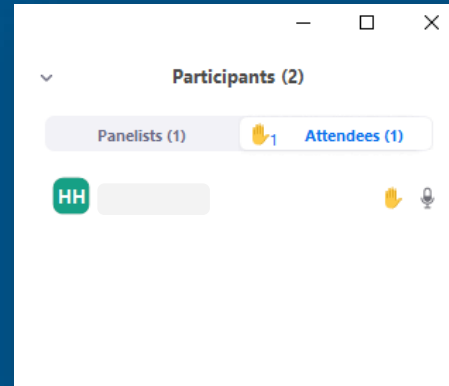 Participants (2)
Panelists (1) 1 Attendees (1)
HH